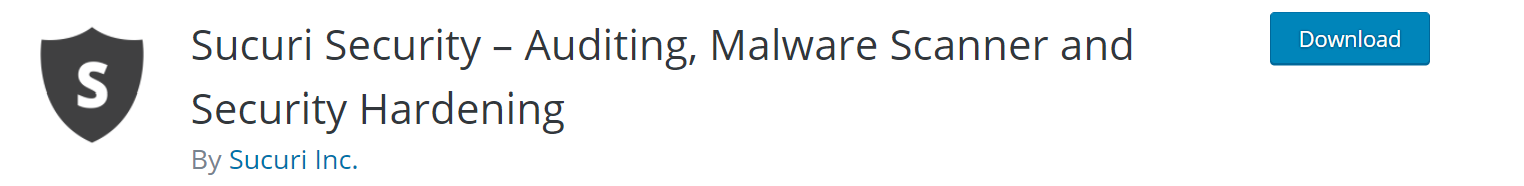 S
Sucuri Security – Auditing, Malware Scanner and
Security Hardening
By Sucuri Inc.
Download